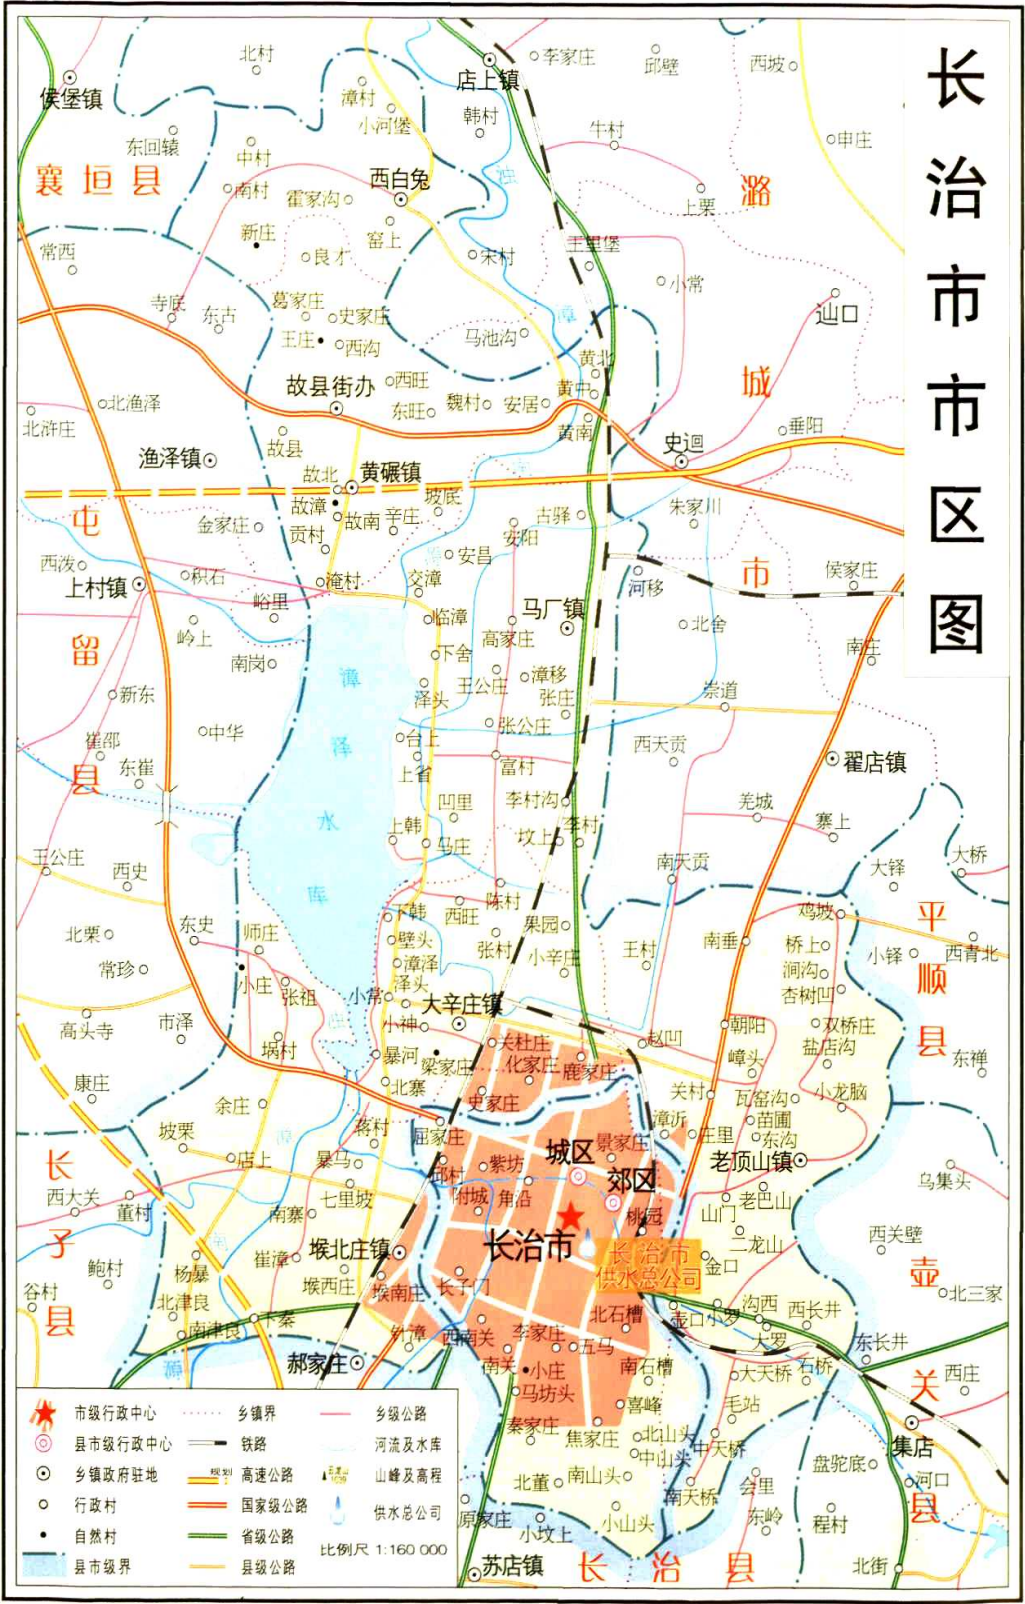 长治市市区图
北村
李家庄
邱壁
西坡
店上镇
侯堡镇
漳村
小河堡
韩村
牛村
申庄
东回辕
中村
襄垣县
南村
霍家沟
西白兔
上栗
潞城市
新庄
窑上
浊漳
常西
良才
宋村
王里堡
小常
寺底
东古
葛家庄
史家庄
辿口
王庄
西沟
马池沟
黄北
故县街办
西旺
黄中
北渔泽
东旺
魏村
安居
北浒庄
故县
黄南
史迴
垂阳
渔泽镇
故北
黄碾镇
南
屯留县
故漳
坡底
金家庄
故南
辛庄
古驿
朱家川
贡村
安阳
西泼
积石
淹村
安昌
侯家庄
上村镇
交漳
河移
峪里
马厂镇
临漳
岭上
高家庄
北舍
南岗
下舍
南庄
漳泽水库
漳移
王公庄
张庄
新东
泽头
崇道
崔邵
中华
台上
张公庄
西天贡
翟店镇
东崔
上省
富村
凹里
李村沟
羌城
上韩
坟上
李村
寨上
马庄
王公庄
西史
南天贡
大铎
大桥
陈村
下韩
西旺
鸡坡
平顺县
东史
果园
北栗
师庄
壁头
张村
王村
南垂
桥上
小铎
西青北
常珍
漳泽
小辛庄
涧沟
小庄
张祖
小常
泽头
杏树凹
高头寺
市泽
大辛庄镇
小神
朝阳
双桥庄
埚村
关杜庄
赵凹
盐店沟
暴河
梁家庄
化家庄
鹿家庄
嶂头
东禅
康庄
北寨
关村
瓦窑沟
小龙脑
余庄
史家庄
漳沂
苗圃
坡栗
蒋村
屈家庄
城区
景家庄
庄里
东沟
店上
暴马
邱村
紫坊
郊区
老顶山镇
长子县
西大关
七里坡
附城
角沿
老巴山
乌集头
董村
南寨
桃园
山门
长治市
二龙山
西关壁
堠北庄镇
长治市
供水总公司
崔漳
金口
鲍村
杨暴
堠西庄
堠南庄
长子门
壶关县
谷村
北津良
北石槽
壶口
小罗
沟西
西长井
北三家
南津良
下秦
针漳
西南关
李家庄
五马
大罗
东长井
郝家庄
南关
小庄
南石槽
大天桥
石桥
西庄
马坊头
喜峰
毛站
秦家庄
焦家庄
北山头
中天桥
集店
中山头
盘驼底
北董
南山头
南天桥
会里
河口
原家庄
小坟上
小山头
东岭
程村
苏店镇
长治县
北街
市级行政中心
乡镇界
乡级公路
县市级行政中心
铁路
河流及水库
乡镇政府驻地
规划
高速公路
山峰及高程
行政村
国家级公路
供水总公司
自然村
省级公路
县市级界
县级公路
比例尺 1:160 000